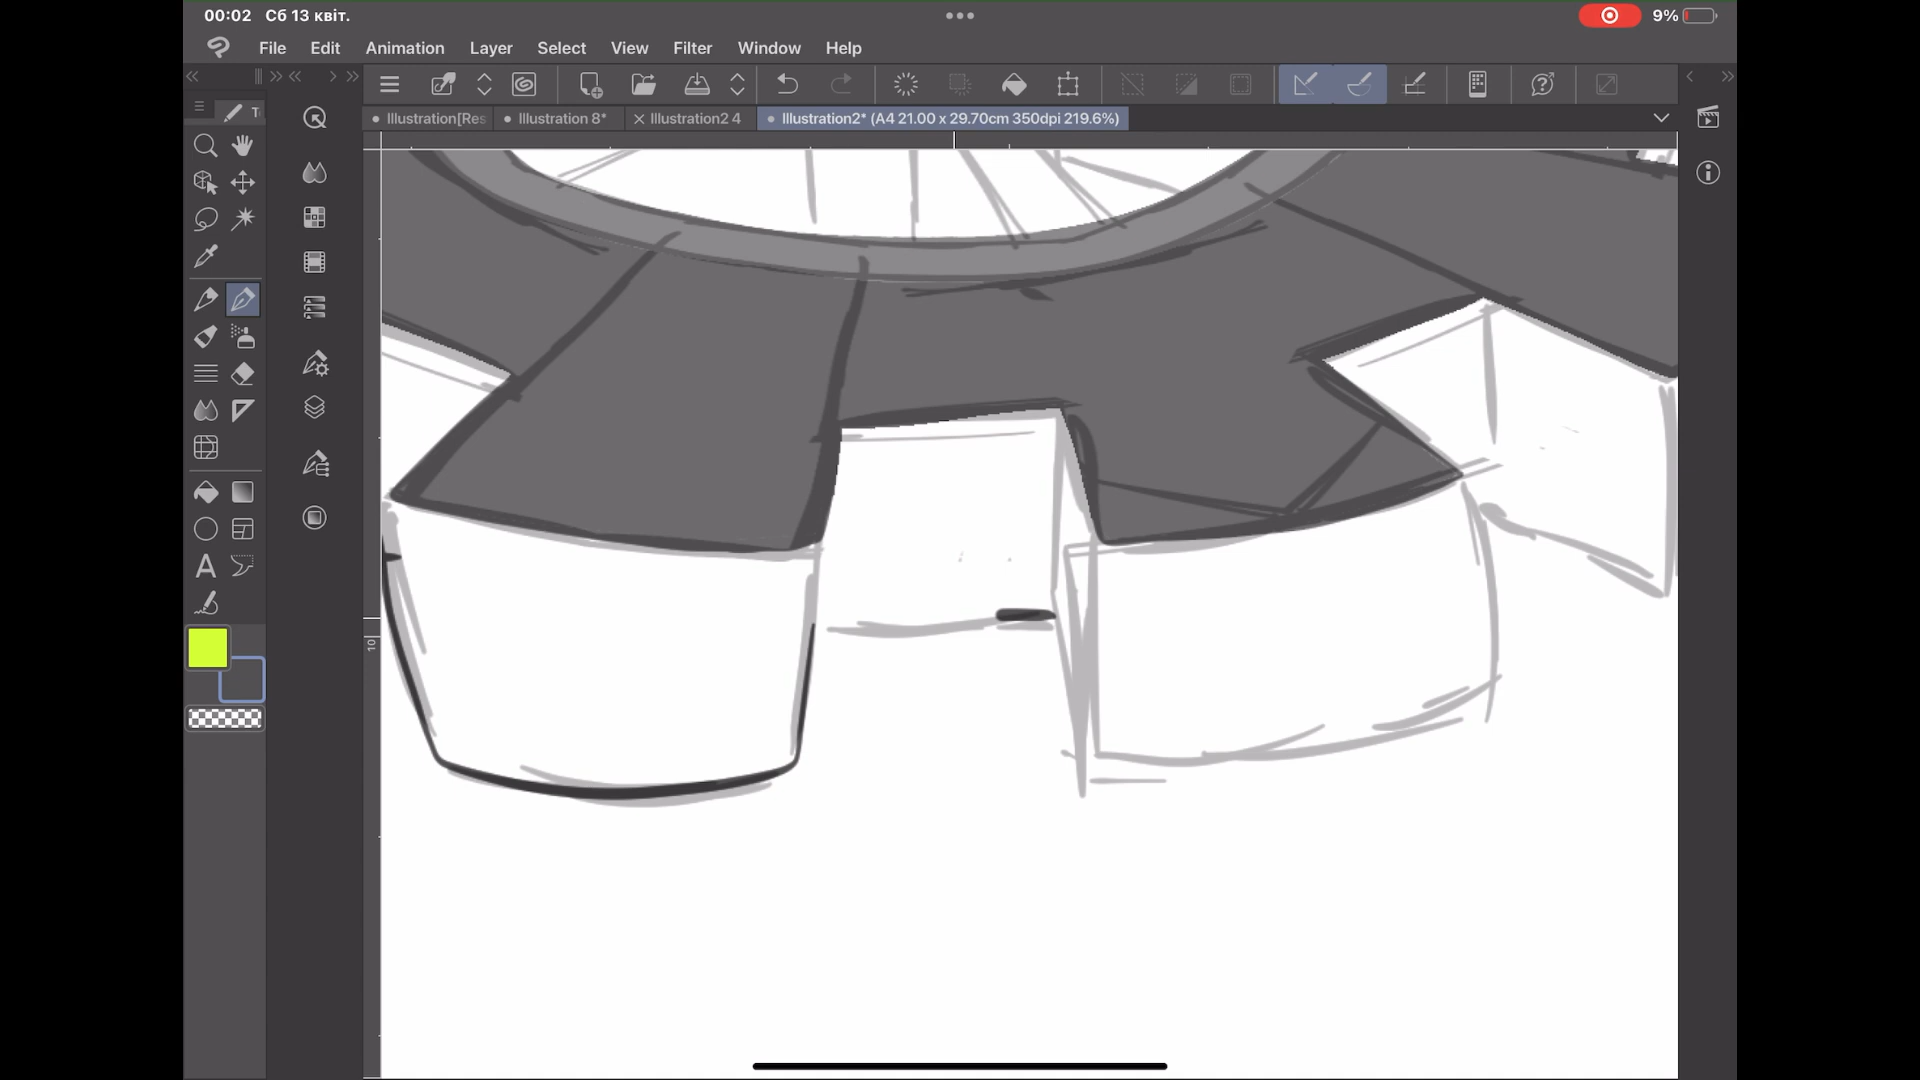 00:02 Сб 13 квіт.
9%
File Edit Animation Layer Select View Filter Window Help
Illustration[Res Illustration 8* Illustration2 4 Illustration2* (A4 21.00 x 29.70cm 350dpi 219.6%)
T
A
10